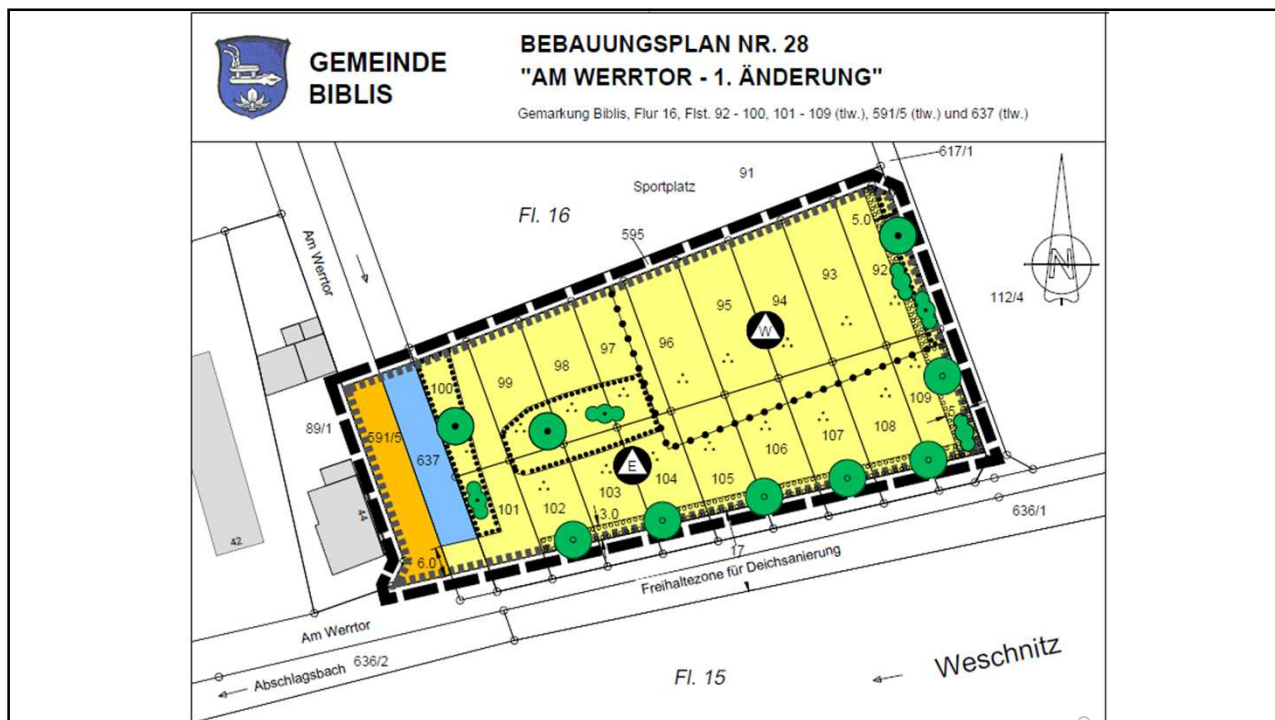 GEMEINDE
BIBLIS
BEBAUUNGSPLAN NR. 28
"AM WERRTOR - 1. ÄNDERUNG"
Gemarkung Biblis, Flur 16, Flst. 92 - 100, 101 - 109 (tlw.), 591/5 (tlw.) und 637 (tlw.)
617/1
91
Sportplatz
Fl. 16
595
5.0
Am Werrtor
N
93
92
94
95
112/4
W
97
96
98
99
100
109
5
89/1
591/5
637
108
107
106
E
105
104
103
102
101
3.0
44
42
636/1
17
6.0
Freihaltezone für Deichsanierung
Am Werrtor
Abschlagsbach
636/2
Fl. 15
Weschnitz